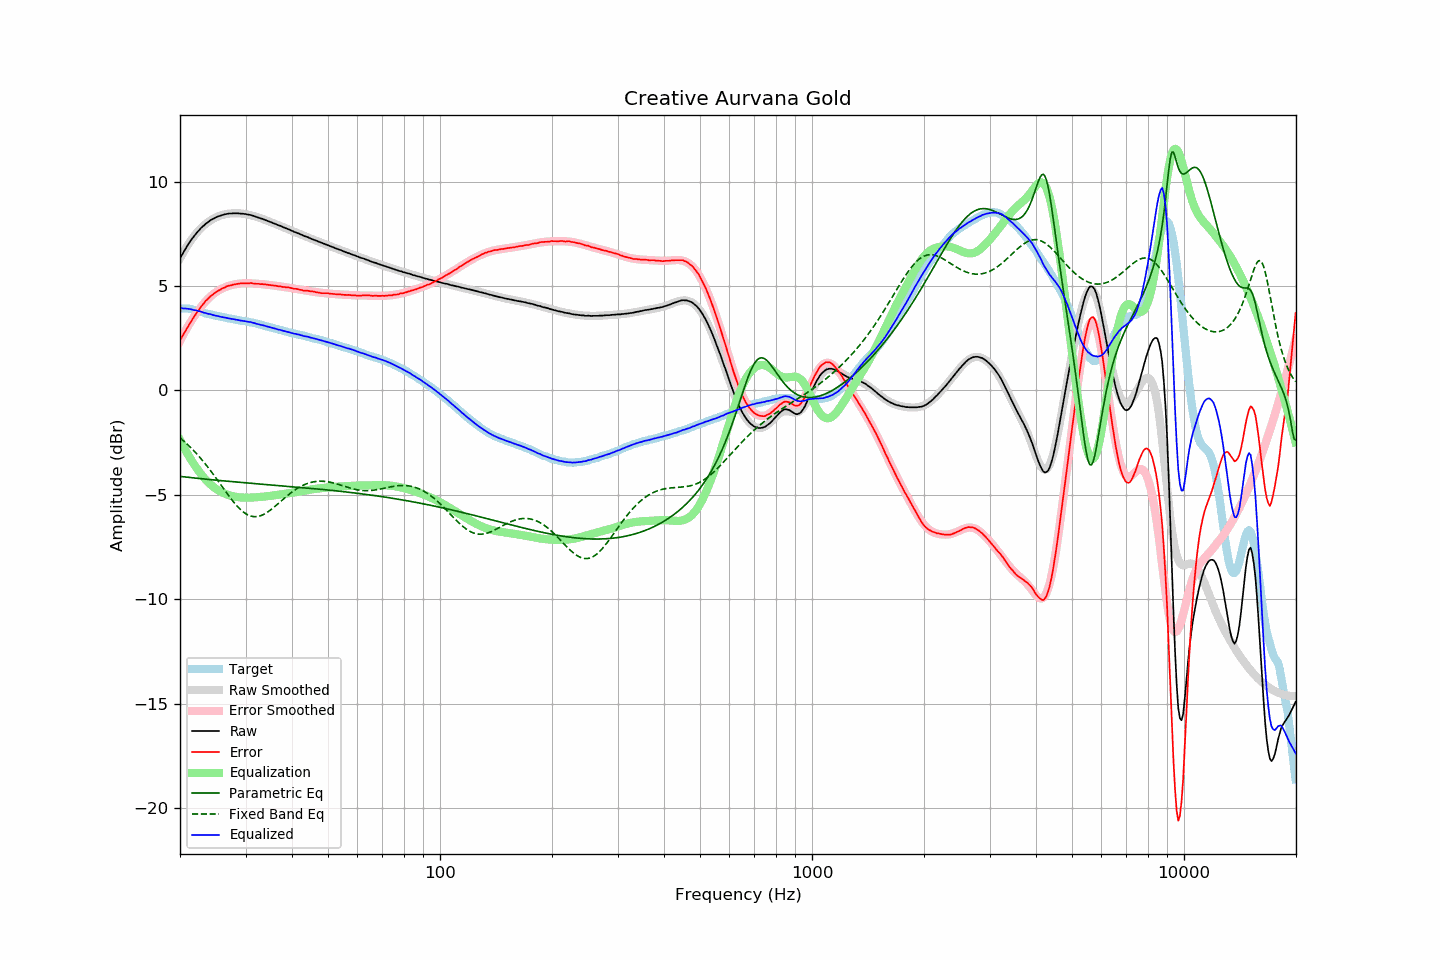 Creative Aurvana Gold
Amplitude (dBr)
10
5
0
−5
−10
−15
−20
Target
Raw Smoothed
Error Smoothed
Raw
Error
Equalization
Parametric Eq
Fixed Band Eq
Equalized
100 1000 10000
Frequency (Hz)